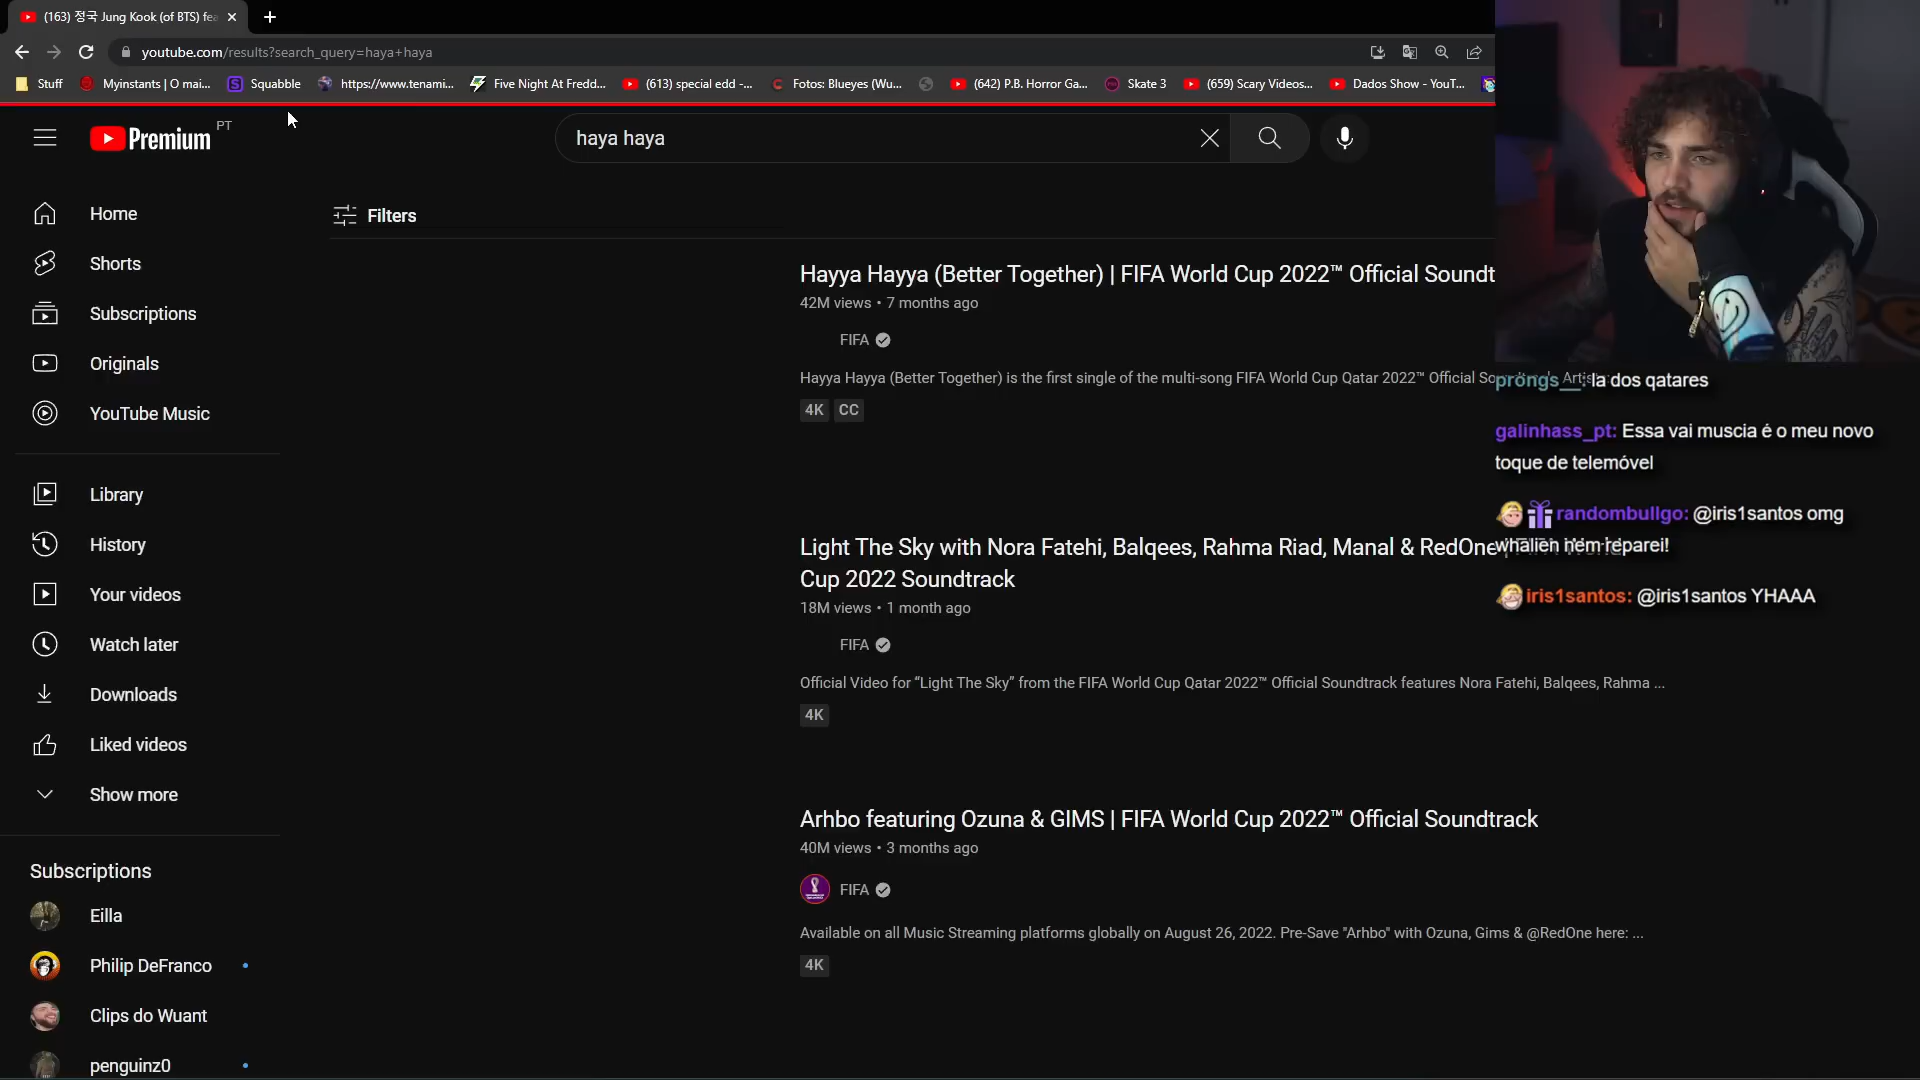 (163) 정국 Jung Kook (of BTS) fea
youtube.com/results?search_query=haya+haya
Stuff
Myinstants | O mai...
Squabble
https://www.tenami...
Five Night At Fredd...
(613) special edd -...
Fotos: Blueyes (Wu...
(642) P.B. Horror Ga...
Skate 3
(659) Scary Videos...
Dados Show - YouT...
Premium PT
haya haya
Home
Shorts
Subscriptions
Originals
YouTube Music
Library
History
Your videos
Watch later
Downloads
Liked videos
Show more
Subscriptions
Eilla
Philip DeFranco
Clips do Wuant
penguinz0
Filters
Hayya Hayya (Better Together) | FIFA World Cup 2022™ Official Soundt
42M views • 7 months ago
FIFA
Hayya Hayya (Better Together) is the first single of the multi-song FIFA World Cup Qatar 2022™ Official
4K CC
Light The Sky with Nora Fatehi, Balqees, Rahma Riad, Manal & RedOne
Cup 2022 Soundtrack
18M views • 1 month ago
FIFA
Official Video for “Light The Sky” from the FIFA World Cup Qatar 2022™ Official Soundtrack features Nora Fatehi, Balqees, Rahma ...
4K
Arhbo featuring Ozuna & GIMS | FIFA World Cup 2022™ Official Soundtrack
40M views • 3 months ago
FIFA
Available on all Music Streaming platforms globally on August 26, 2022. Pre-Save "Arhbo" with Ozuna, Gims & @RedOne here: ...
4K
prongs__: la dos qatares
galinhass_pt: Essa vai muscia é o meu novo
toque de telemóvel
randombullgo: @iris1santos omg
whalien nem reparei!
iris1santos: @iris1santos YHAAA